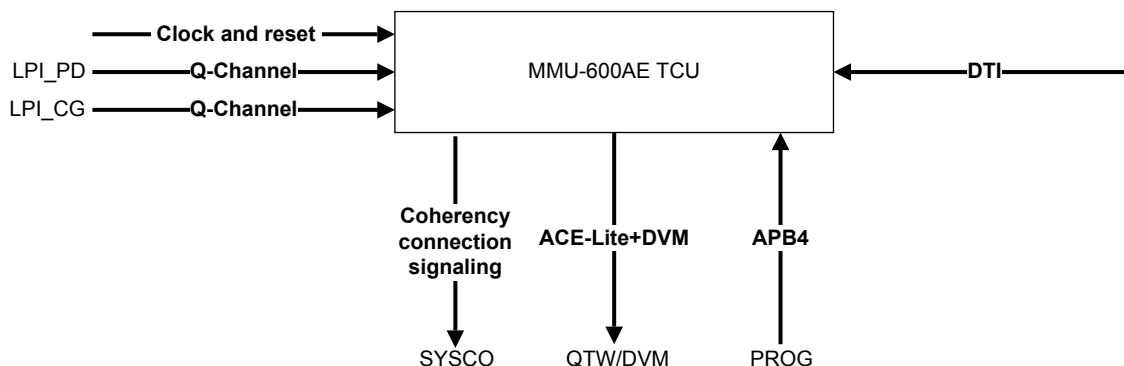 Clock and reset
LPI_PD
Q-Channel
MMU-600AE TCU
DTI
LPI_CG
Q-Channel
Coherency
connection
signaling
ACE-Lite+DVM
APB4
SYSCO
QTW/DVM
PROG